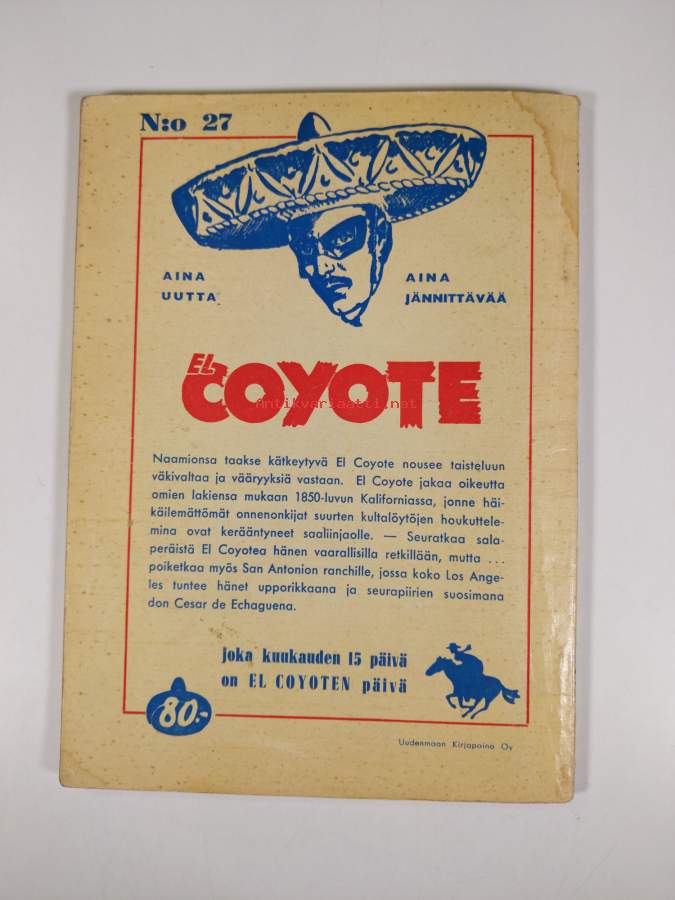 N:o 27
AINA
UUTTA
AINA
JÄNNITTÄVÄÄ
EL
COYOTE
Antikvariaatti.net
Naamionsa taakse kätkeytyvä El Coyote nousee taisteluun
väkivaltaa ja vääryyksiä vastaan. El Coyote jakaa oikeutta
omien lakiensa mukaan 1850-luvun Kaliforniassa, jonne häi-
käilemättömät onnenonkijat suurten kultalöytöjen houkuttele-
mina ovat kerääntyneet saaliinjaolle. — Seuratkaa sala-
peräistä El Coyotea hänen vaarallisilla retkillään, mutta ...
poiketkaa myös San Antonion ranchille, jossa koko Los Ange-
les tuntee hänet upporikkaana ja seurapiirien suosimana
don Cesar de Echaguena.
joka kuukauden 15 päivä
on EL COYOTEN päivä
80.-
Uudenmaan Kirjapaino Oy